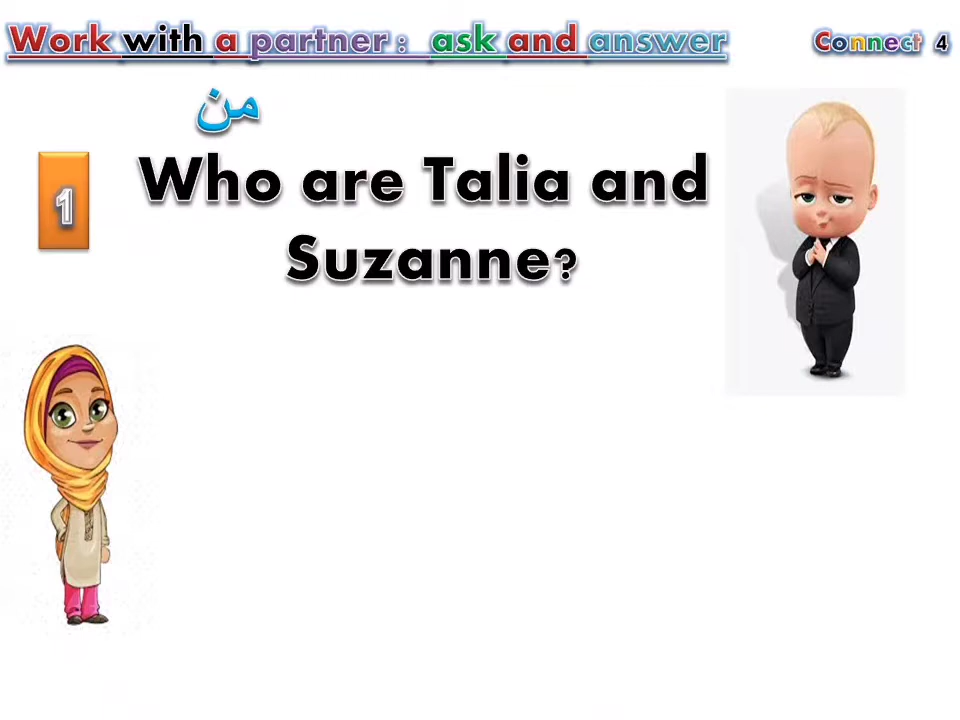 Work with a partner : ask and answer
Connect 4
من
1
Who are Talia and
Suzanne?